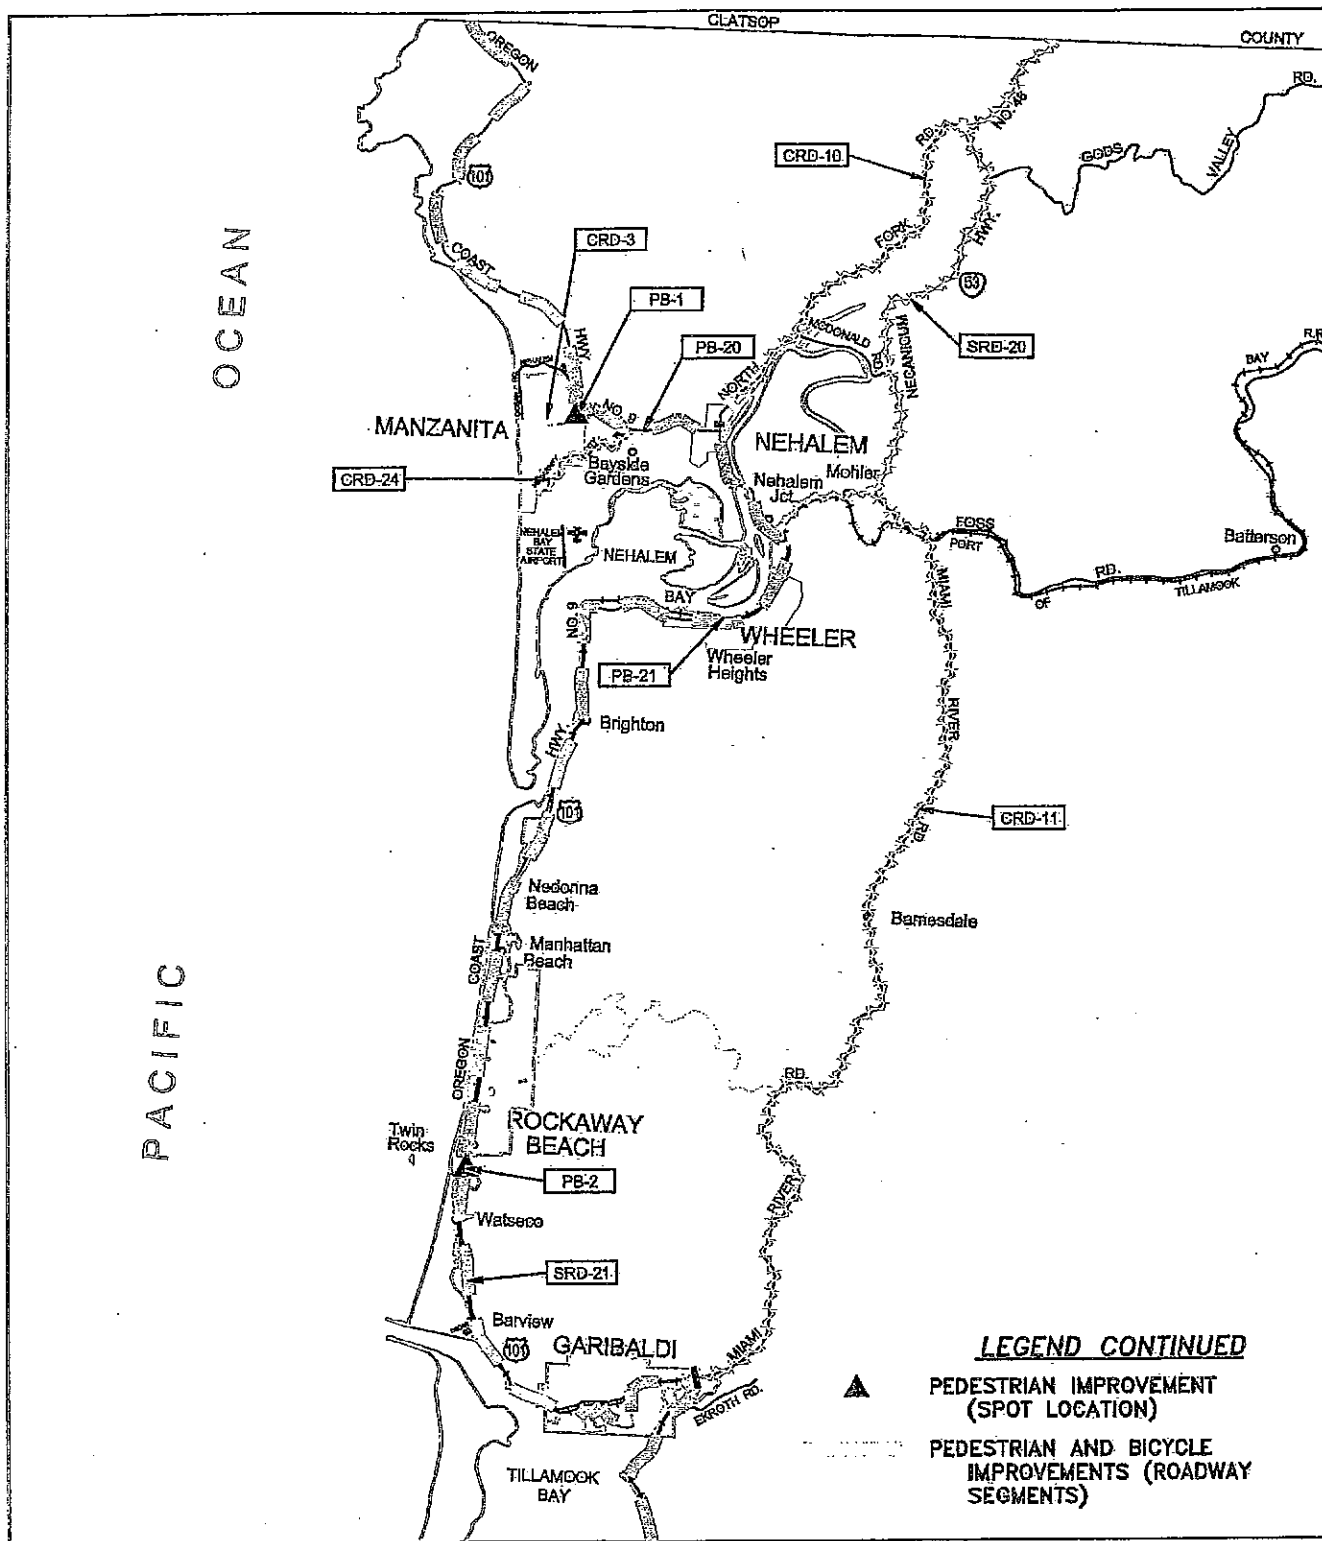 CLATSOP
COUNTY
OREGON
RD.
NO. 46
RD.
101
CRD-10
GODS
VALLEY
FORK
HWY.
OCEAN
CRD-3
COAST
53
PB-1
HWY
MCDONALD
RD.
SRD-20
PB-20
NECANICUM
R.R.
BAY
NORTH
NO. 9
MANZANITA
NEHALEM
Bayside
Gardens
Mohler
CRD-24
Nehalem
Jct.
FOSS
PORT
Batterson
NEHALEM
BAY
STATE
AIRPORT
NEHALEM
RD.
TILLAMOOK
MIAMI
OF
BAY
NO. 9
WHEELER
Wheeler
Heights
PB-21
RIVER
Brighton
HWY.
101
CRD-11
RD.
Nedonna
Beach
Barnesdale
Manhattan
Beach
COAST
PACIFIC
OREGON
RD.
ROCKAWAY
BEACH
Twin
Rocks
PB-2
RIVER
Watseco
SRD-21
Barview
101
GARIBALDI
MIAMI
EKROTH RD.
TILLAMOOK
BAY
LEGEND CONTINUED
PEDESTRIAN IMPROVEMENT
(SPOT LOCATION)
PEDESTRIAN AND BICYCLE
IMPROVEMENTS (ROADWAY
SEGMENTS)